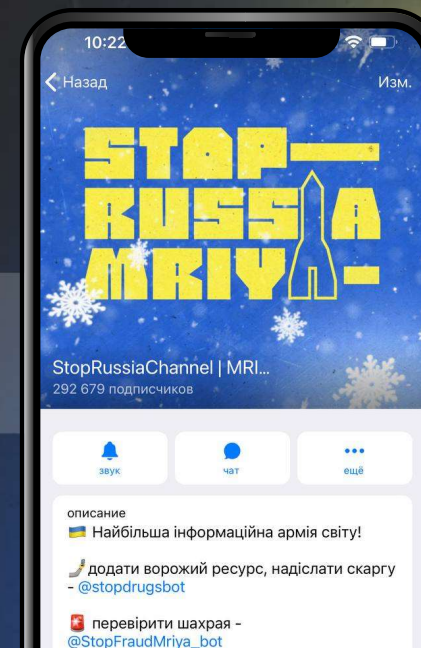 10:22
Назад
Изм.
STOP—
RUSSIA
MRIYA-
StopRussiaChannel | MRI...
292 679 подписчиков
звук
чат
ещё
описание
🇺🇦 Найбільша інформаційна армія світу!
🤳 додати ворожий ресурс, надіслати скаргу
- @stopdrugsbot
🚨 перевірити шахрая -
@StopFraudMriya_bot